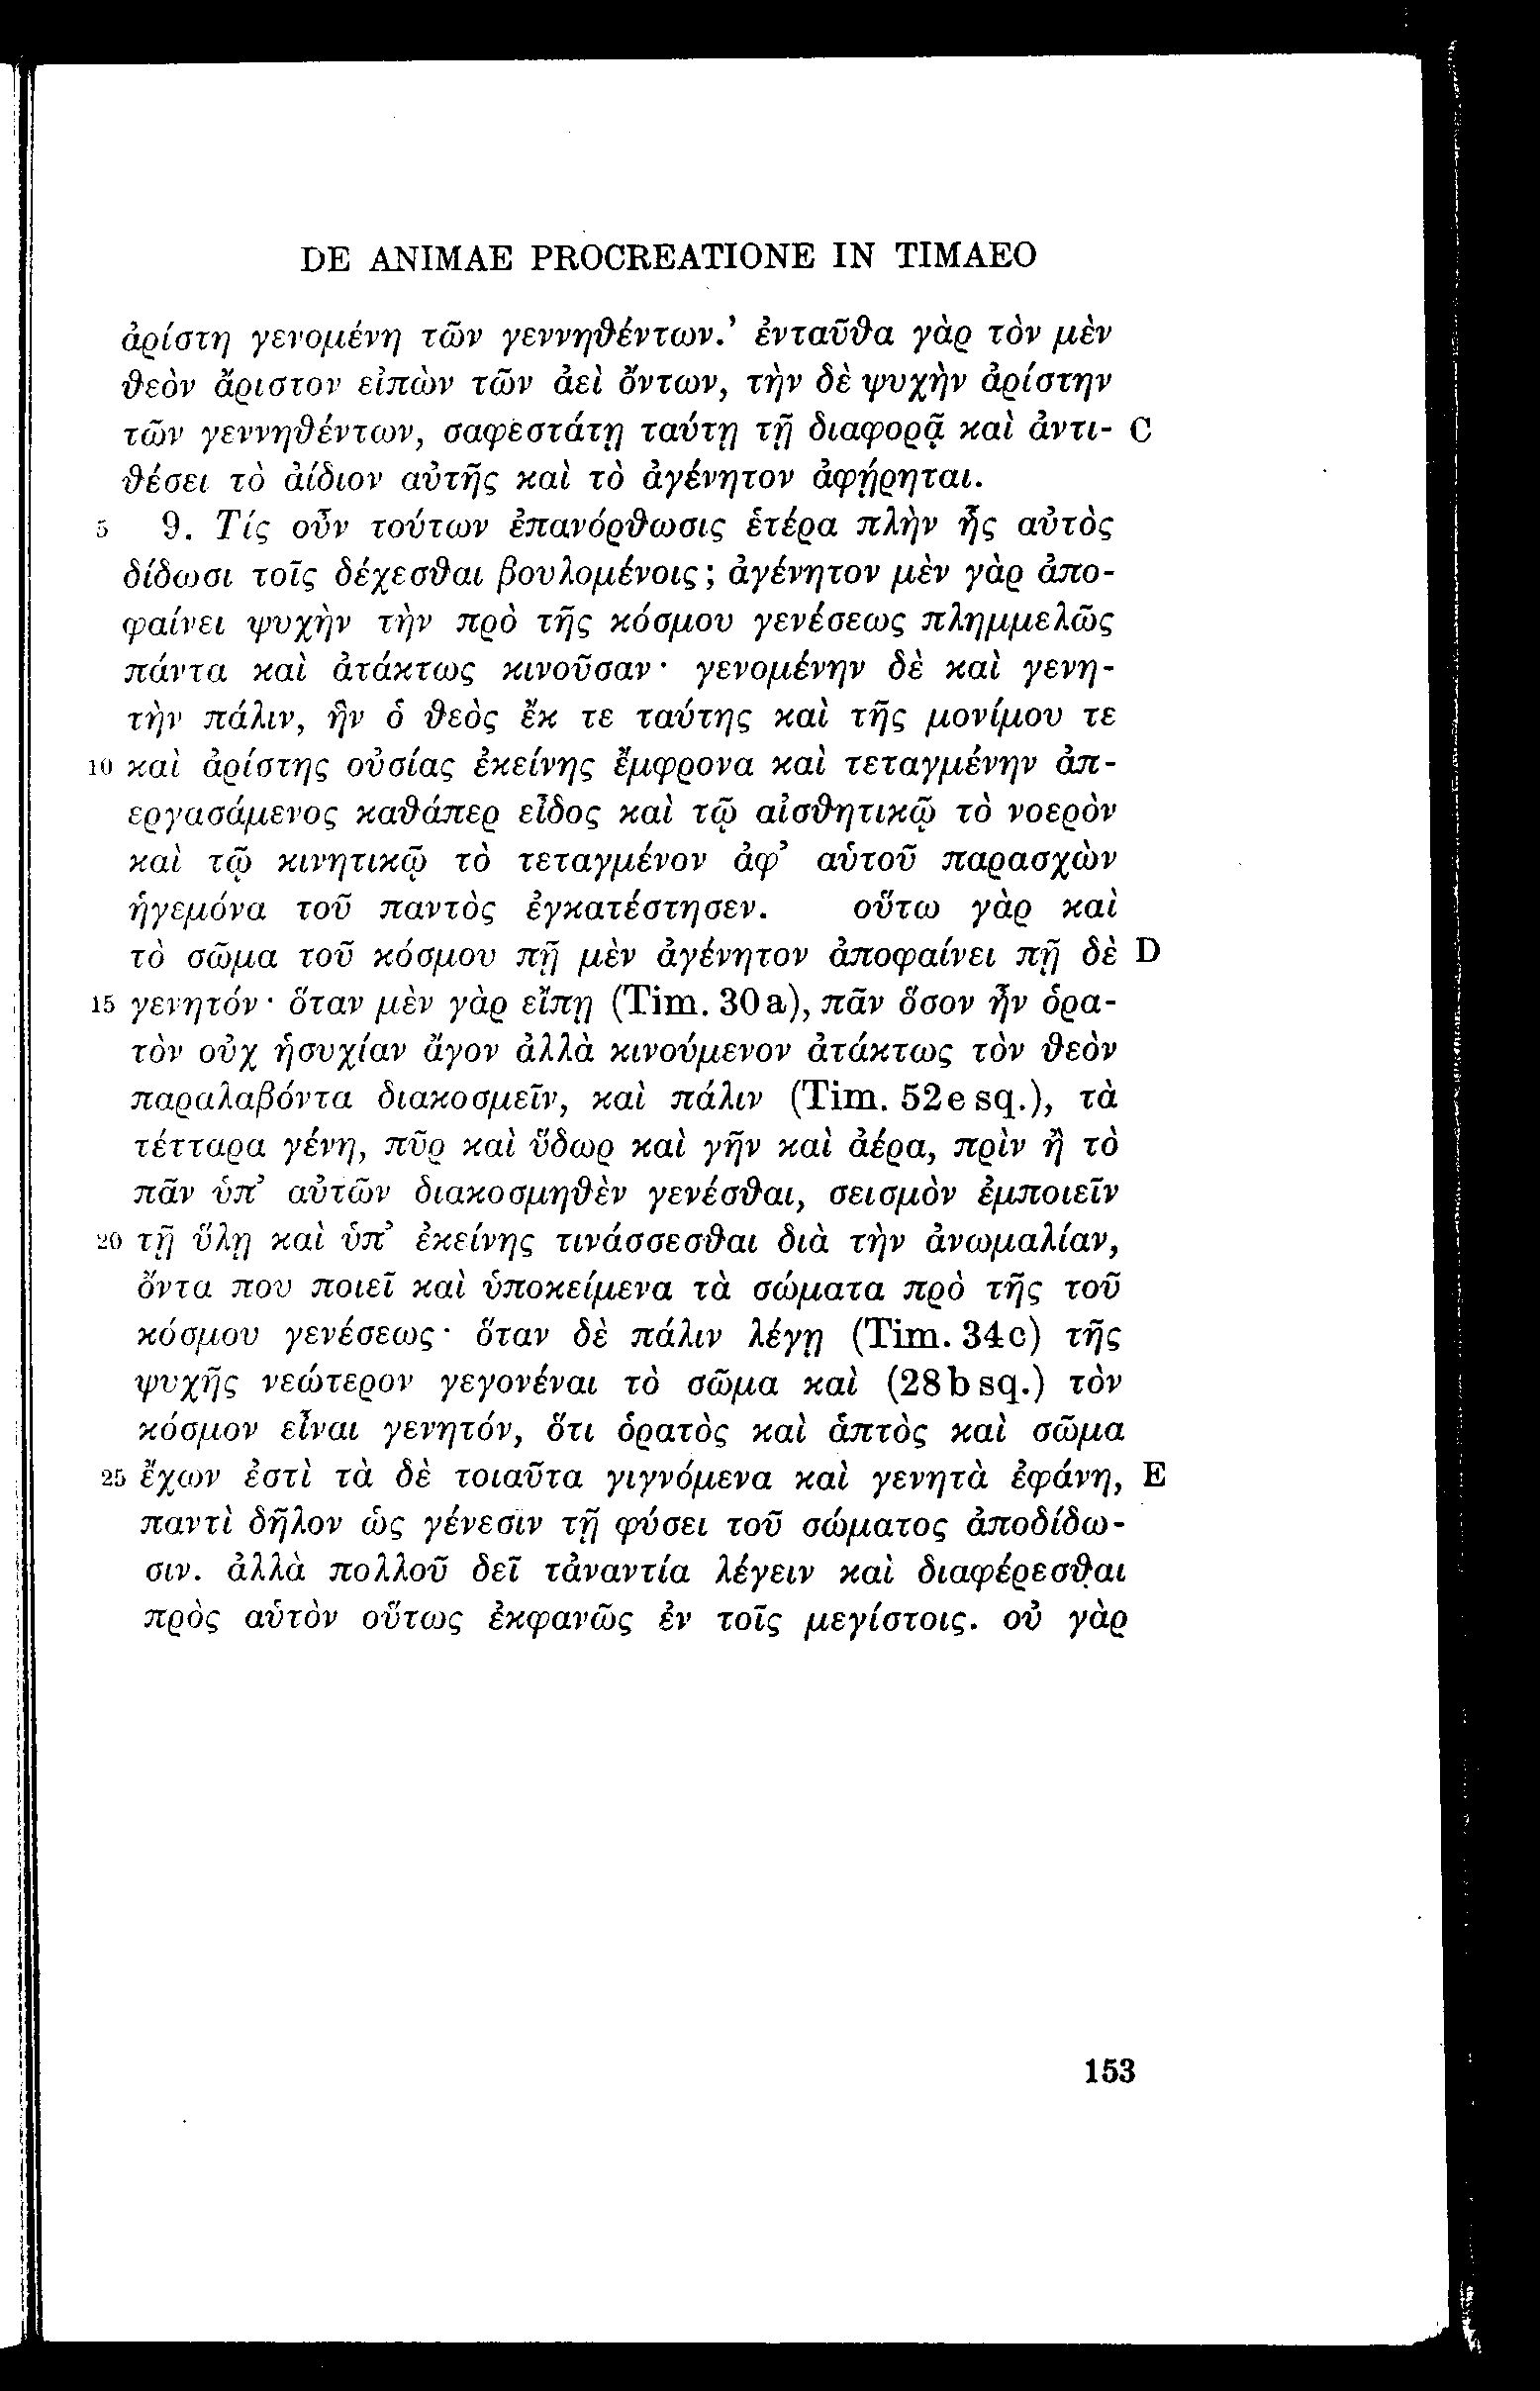 DE ANIMAE PROCREATIONE IN TIMAEO
ἀρίστη γενομένη τῶν γεννηθέντων.’ ἐνταῦθα γὰρ τὸν μὲν
θεὸν ἄριστον εἰπὼν τῶν ἀεὶ ὄντων, τὴν δὲ ψυχὴν ἀρίστην
τῶν γεννηθέντων, σαφεστάτῃ ταύτῃ τῇ διαφορᾷ καὶ ἀντι- C
θέσει τὸ ἀίδιον αὐτῆς καὶ τὸ ἀγένητον ἀφῄρηται.
5 9. Τίς οὖν τούτων ἐπανόρθωσις ἑτέρα πλὴν ἧς αὐτὸς
δίδωσι τοῖς δέχεσθαι βουλομένοις; ἀγένητον μὲν γὰρ ἀπο-
φαίνει ψυχὴν τὴν πρὸ τῆς κόσμου γενέσεως πλημμελῶς
πάντα καὶ ἀτάκτως κινοῦσαν· γενομένην δὲ καὶ γενη-
τὴν πάλιν, ἣν ὁ θεὸς ἔκ τε ταύτης καὶ τῆς μονίμου τε
10 καὶ ἀρίστης οὐσίας ἐκείνης ἔμφρονα καὶ τεταγμένην ἀπ-
εργασάμενος καθάπερ εἶδος καὶ τῷ αἰσθητικῷ τὸ νοερὸν
καὶ τῷ κινητικῷ τὸ τεταγμένον ἀφ’ αὑτοῦ παρασχὼν
ἡγεμόνα τοῦ παντὸς ἐγκατέστησεν. οὕτω γὰρ καὶ
τὸ σῶμα τοῦ κόσμου πῇ μὲν ἀγένητον ἀποφαίνει πῇ δὲ D
15 γενητόν· ὅταν μὲν γὰρ εἴπῃ (Tim. 30a), πᾶν ὅσον ἦν ὁρα-
τὸν οὐχ ἡσυχίαν ἄγον ἀλλὰ κινούμενον ἀτάκτως τὸν θεὸν
παραλαβόντα διακοσμεῖν, καὶ πάλιν (Tim. 52e sq.), τὰ
τέτταρα γένη, πῦρ καὶ ὕδωρ καὶ γῆν καὶ ἀέρα, πρὶν ἢ τὸ
πᾶν ὑπ’ αὐτῶν διακοσμηθὲν γενέσθαι, σεισμὸν ἐμποιεῖν
20 τῇ ὕλῃ καὶ ὑπ’ ἐκείνης τινάσσεσθαι διὰ τὴν ἀνωμαλίαν,
ὄντα που ποιεῖ καὶ ὑποκείμενα τὰ σώματα πρὸ τῆς τοῦ
κόσμου γενέσεως· ὅταν δὲ πάλιν λέγῃ (Tim. 34c) τῆς
ψυχῆς νεώτερον γεγονέναι τὸ σῶμα καὶ (28b sq.) τὸν
κόσμον εἶναι γενητόν, ὅτι ὁρατὸς καὶ ἁπτὸς καὶ σῶμα
25 ἔχων ἐστὶ τὰ δὲ τοιαῦτα γιγνόμενα καὶ γενητὰ ἐφάνη, E
παντὶ δῆλον ὡς γένεσιν τῇ φύσει τοῦ σώματος ἀποδίδω-
σιν. ἀλλὰ πολλοῦ δεῖ τἀναντία λέγειν καὶ διαφέρεσθαι
πρὸς αὑτὸν οὕτως ἐκφανῶς ἐν τοῖς μεγίστοις. οὐ γὰρ
153